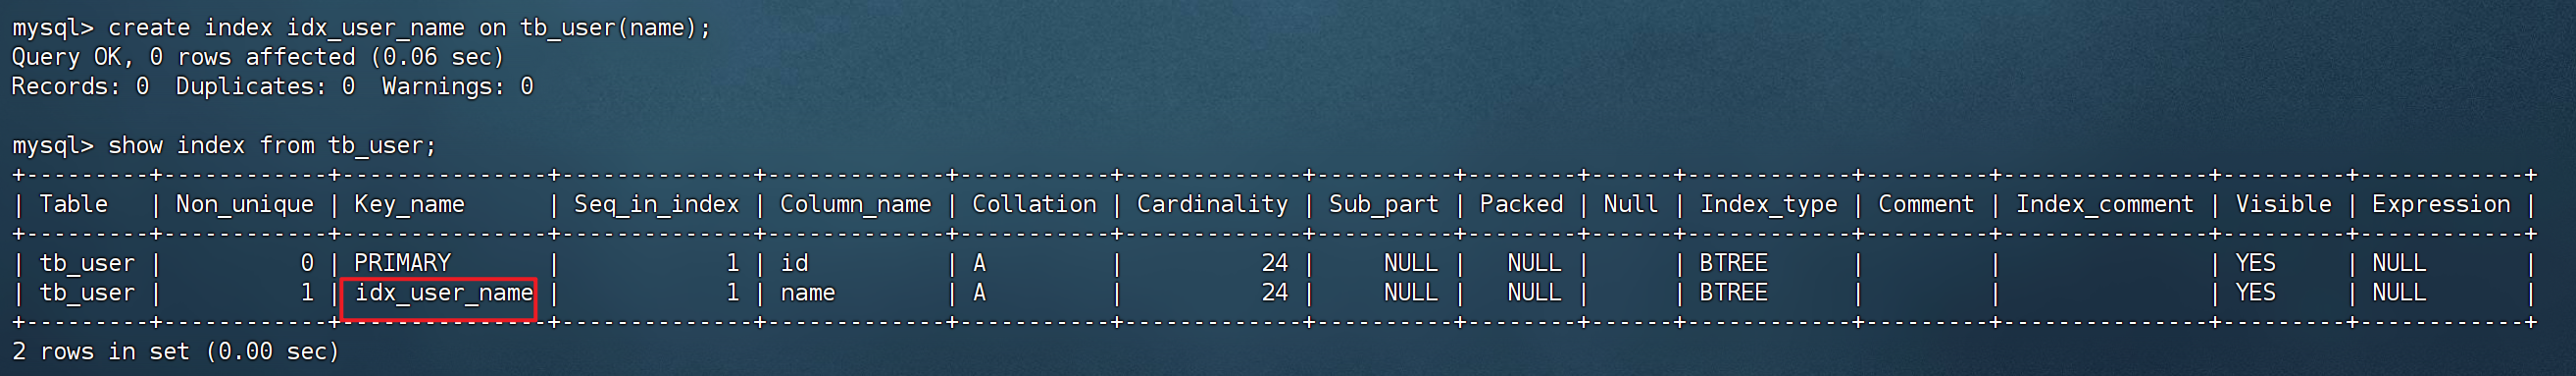 mysql> create index idx_user_name on tb_user(name);
Query OK, 0 rows affected (0.06 sec)
Records: 0  Duplicates: 0  Warnings: 0

mysql> show index from tb_user;
+---------+------------+---------------+--------------+-------------+-----------+-------------+----------+--------+------+------------+---------+---------------+---------+------------+
| Table   | Non_unique | Key_name      | Seq_in_index | Column_name | Collation | Cardinality | Sub_part | Packed | Null | Index_type | Comment | Index_comment | Visible | Expression |
+---------+------------+---------------+--------------+-------------+-----------+-------------+----------+--------+------+------------+---------+---------------+---------+------------+
| tb_user |          0 | PRIMARY       |            1 | id          | A         |          24 |     NULL |   NULL |      | BTREE      |         |               | YES     | NULL       |
| tb_user |          1 | idx_user_name |            1 | name        | A         |          24 |     NULL |   NULL |      | BTREE      |         |               | YES     | NULL       |
+---------+------------+---------------+--------------+-------------+-----------+-------------+----------+--------+------+------------+---------+---------------+---------+------------+
2 rows in set (0.00 sec)